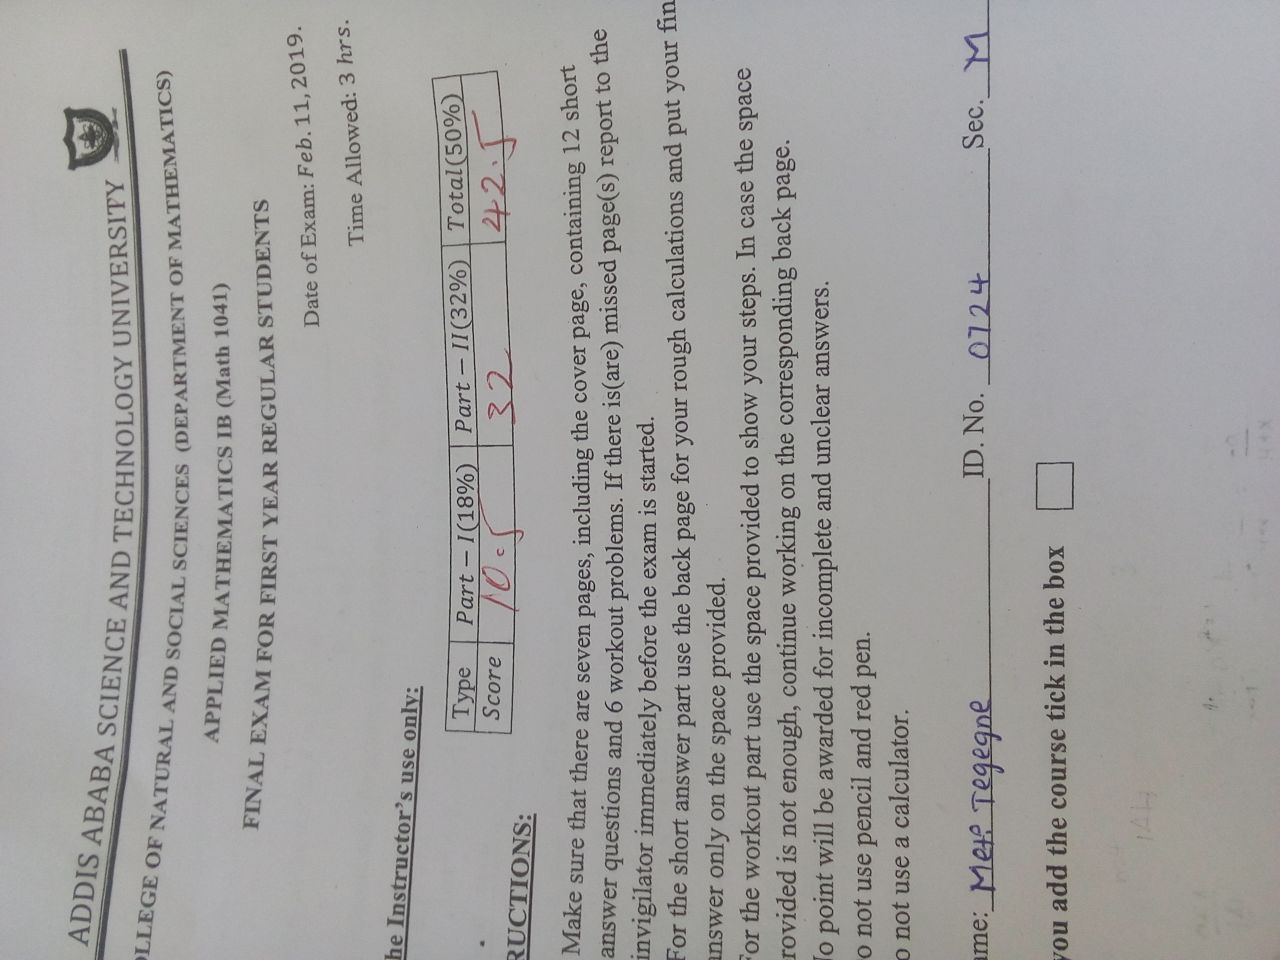 ADDIS ABABA SCIENCE AND TECHNOLOGY UNIVERSITY
OLLEGE OF NATURAL AND SOCIAL SCIENCES (DEPARTMENT OF MATHEMATICS)
APPLIED MATHEMATICS IB (Math 1041)
FINAL EXAM FOR FIRST YEAR REGULAR STUDENTS
Date of Exam: Feb. 11, 2019.
Time Allowed: 3 hrs.
he Instructor's use only:
Type Part – I(18%) Part – II(32%) Total(50%)
Score 10.5 32 42.5
RUCTIONS:
Make sure that there are seven pages, including the cover page, containing 12 short
answer questions and 6 workout problems. If there is(are) missed page(s) report to the
invigilator immediately before the exam is started.
For the short answer part use the back page for your rough calculations and put your fin
answer only on the space provided.
For the workout part use the space provided to show your steps. In case the space
rovided is not enough, continue working on the corresponding back page.
o point will be awarded for incomplete and unclear answers.
o not use pencil and red pen.
o not use a calculator.
ame: Tegegne ID. No. 0724 Sec. M
you add the course tick in the box